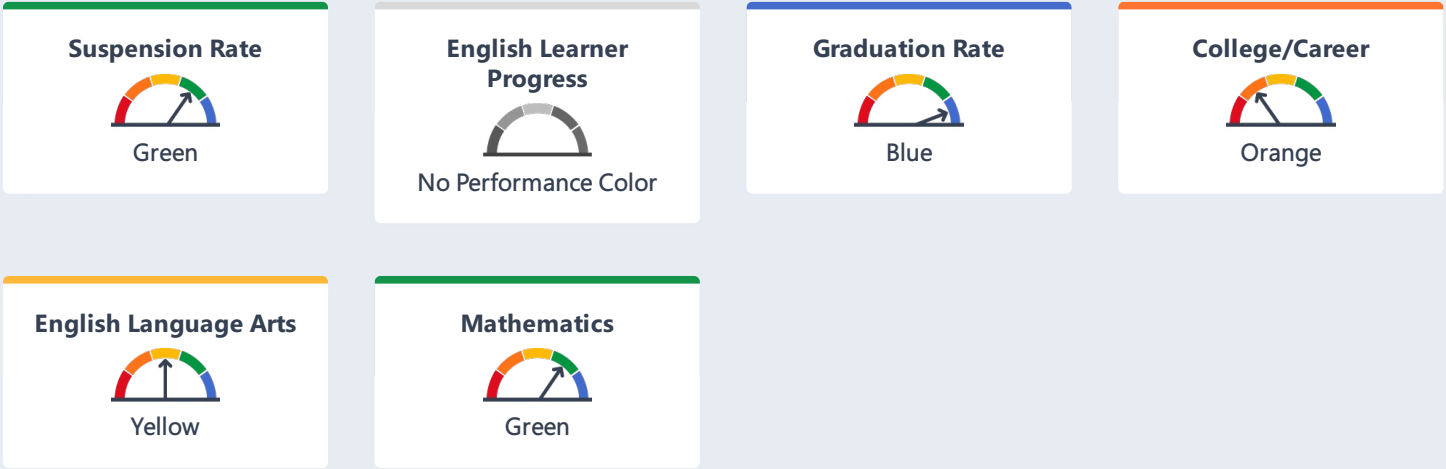 Suspension Rate
Green
English Learner
Progress
No Performance Color
Graduation Rate
Blue
College/Career
Orange
English Language Arts
Yellow
Mathematics
Green